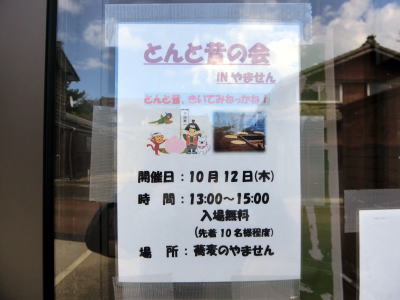 とんと昔の会
IN やません
とんと昔、きいてみねっかね！
開催日：10月12日(木)
時　間：13:00〜15:00
入場無料
(先着10名様程度)
場　所：蕎麦のやません